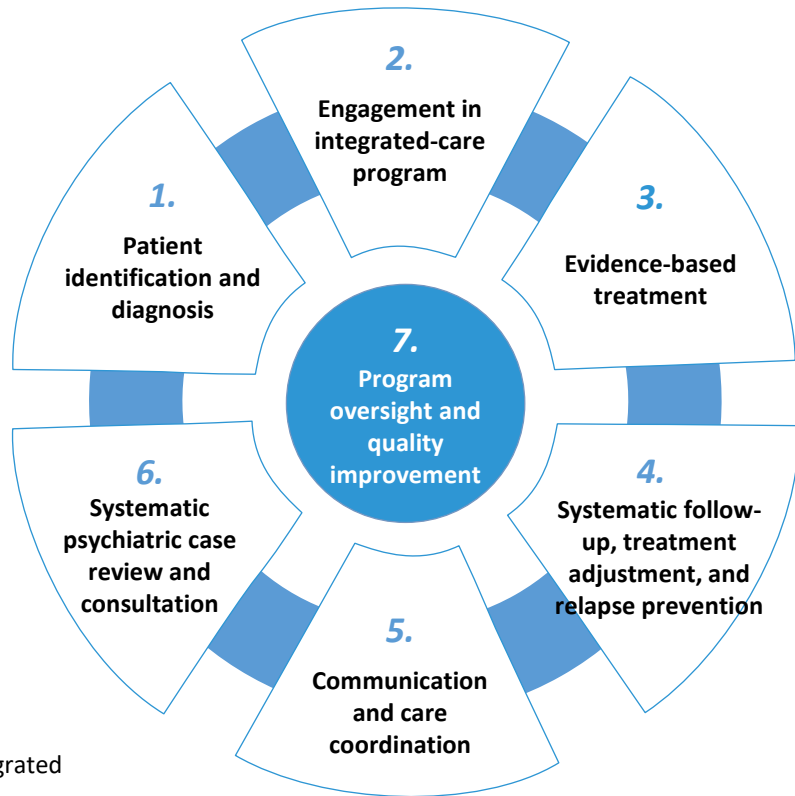 1.
Patient
identification and
diagnosis
2.
Engagement in
integrated-care
program
3.
Evidence-based
treatment
4.
Systematic follow-
up, treatment
adjustment, and
relapse prevention
5.
Communication
and care
coordination
6.
Systematic
psychiatric case
review and
consultation
7.
Program
oversight and
quality
improvement
grated